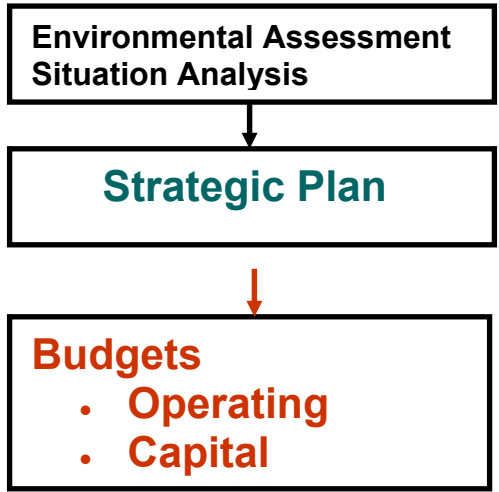 Environmental Assessment
Situation Analysis
Strategic Plan
Budgets
• Operating
• Capital